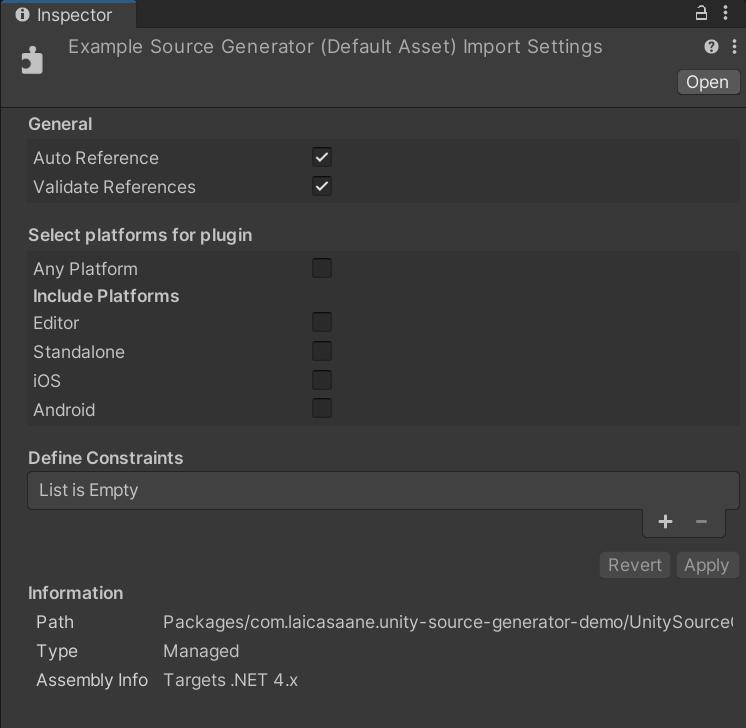 Inspector
Example Source Generator (Default Asset) Import Settings
Open
General
Auto Reference
Validate References
Select platforms for plugin
Any Platform
Include Platforms
Editor
Standalone
iOS
Android
Define Constraints
List is Empty
Revert Apply
Information
Path Packages/com.laicasaane.unity-source-generator-demo/UnitySource
Type Managed
Assembly Info Targets .NET 4.x